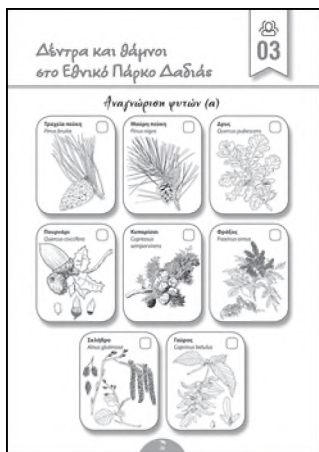 03
Δέντρα και θάμνοι
στο Εθνικό Πάρκο Δαδιάς
Αναγνώριση φυτών (α)
Τραχεία πεύκη
Pinus brutia
Μαύρη πεύκη
Pinus nigra
Δρυς
Quercus pubescens
Πουρνάρι
Quercus coccifera
Κυπαρίσσι
Cupressus
sempervirens
Φράξος
Fraxinus ornus
Σκλήθρο
Alnus glutinosa
Γαύρος
Carpinus betulus